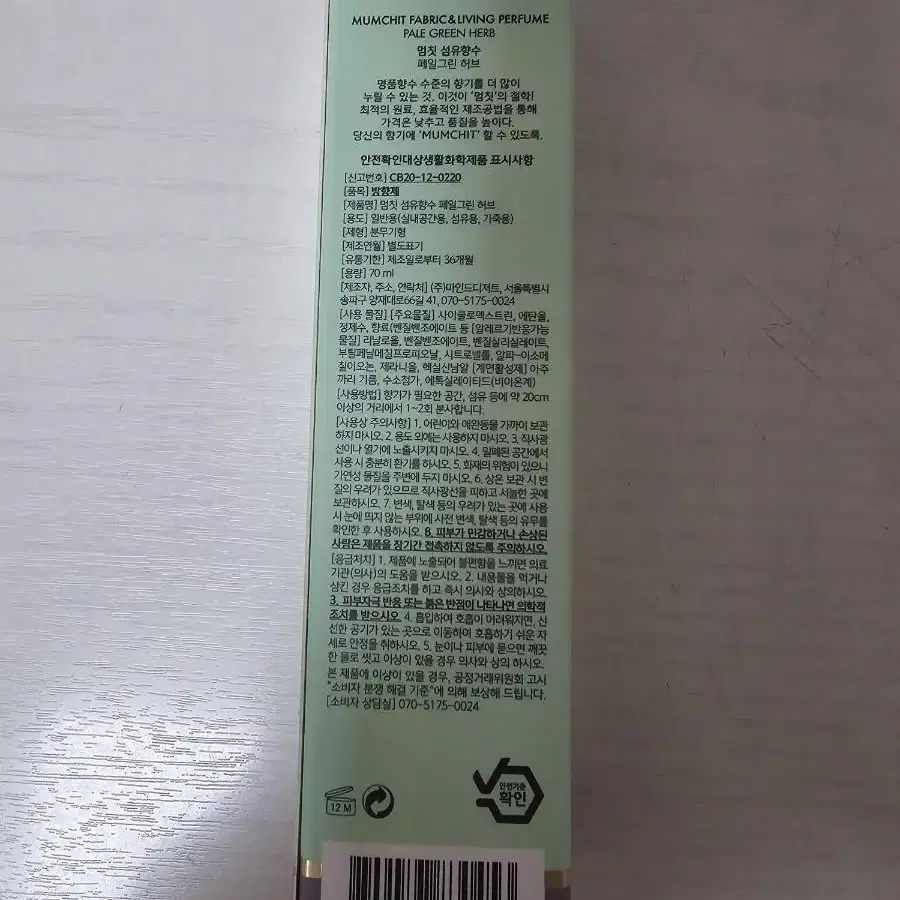 MUMCHIT FABRIC&LIVING PERFUME
PALE GREEN HERB
멈칫 섬유향수
페일그린 허브
명품향수 수준의 향기를 더 많이
누릴 수 있는 것. 이것이 '멈칫'의 철학!
최적의 원료, 효율적인 제조공법을 통해
가격은 낮추고 품질을 높이다.
당신의 향기에 'MUMCHIT' 할 수 있도록.
안전확인대상생활화학제품 표시사항
[신고번호] CB20-12-0220
[품목] 방향제
[제품명] 멈칫 섬유향수 페일그린 허브
[용도] 일반용(실내공간용, 섬유용, 가죽용)
[제형] 분무기형
[제조연월] 별도표기
[유통기한] 제조일로부터 36개월
[용량] 70 ml
[제조자, 주소, 연락처] (주)마인드디저트, 서울특별시
송파구 양재대로66길 41, 070-5175-0024
[사용 물질] [주요물질] 사이클로덱스트린, 에탄올,
정제수, 향료(벤질벤조에이트 등 [알레르기반응가능
물질] 리날로올, 벤질벤조에이트, 벤질살리실레이트,
부틸페닐메칠프로피오날, 시트로넬롤, 알파-이소메
칠이오논, 제라니올, 헥실신남알 [계면활성제] 아주
까리 기름, 수소첨가, 에톡실레이티드(비이온계)
[사용방법] 향기가 필요한 공간, 섬유 등에 약 20cm
이상의 거리에서 1~2회 분사합니다.
[사용상 주의사항] 1. 어린이와 애완동물 가까이 보관
하지 마시오. 2. 용도 외에는 사용하지 마시오. 3. 직사광
선이나 열기에 노출시키지 마시오. 4. 밀폐된 공간에서
사용 시 충분히 환기를 하시오. 5. 화재의 위험이 있으니
가연성 물질을 주변에 두지 마시오. 6. 상온 보관 시 변
질의 우려가 있으므로 직사광선을 피하고 서늘한 곳에
보관하시오. 7. 변색, 탈색 등의 우려가 있는 곳에 사용
시 눈에 띄지 않는 부위에 사전 변색, 탈색 등의 유무를
확인한 후 사용하시오. 8. 피부가 민감하거나 손상된
사람은 제품을 장기간 접촉하지 않도록 주의하시오.
[응급처치] 1. 제품에 노출되어 불편함을 느끼면 의료
기관(의사)의 도움을 받으시오. 2. 내용물을 먹거나
삼킨 경우 응급조치를 하고 즉시 의사와 상의하시오.
3. 피부자극 반응 또는 붉은 반점이 나타나면 의학적
조치를 받으시오. 4. 흡입하여 호흡이 어려워지면, 신
선한 공기가 있는 곳으로 이동하여 호흡하기 쉬운 자
세로 안정을 취하시오. 5. 눈이나 피부에 묻으면 깨끗
한 물로 씻고 이상이 있을 경우 의사와 상의 하시오.
본 제품에 이상이 있을 경우, 공정거래위원회 고시
"소비자 분쟁 해결 기준"에 의해 보상해 드립니다.
[소비자 상담실] 070-5175-0024
12 M
안전기준
확인